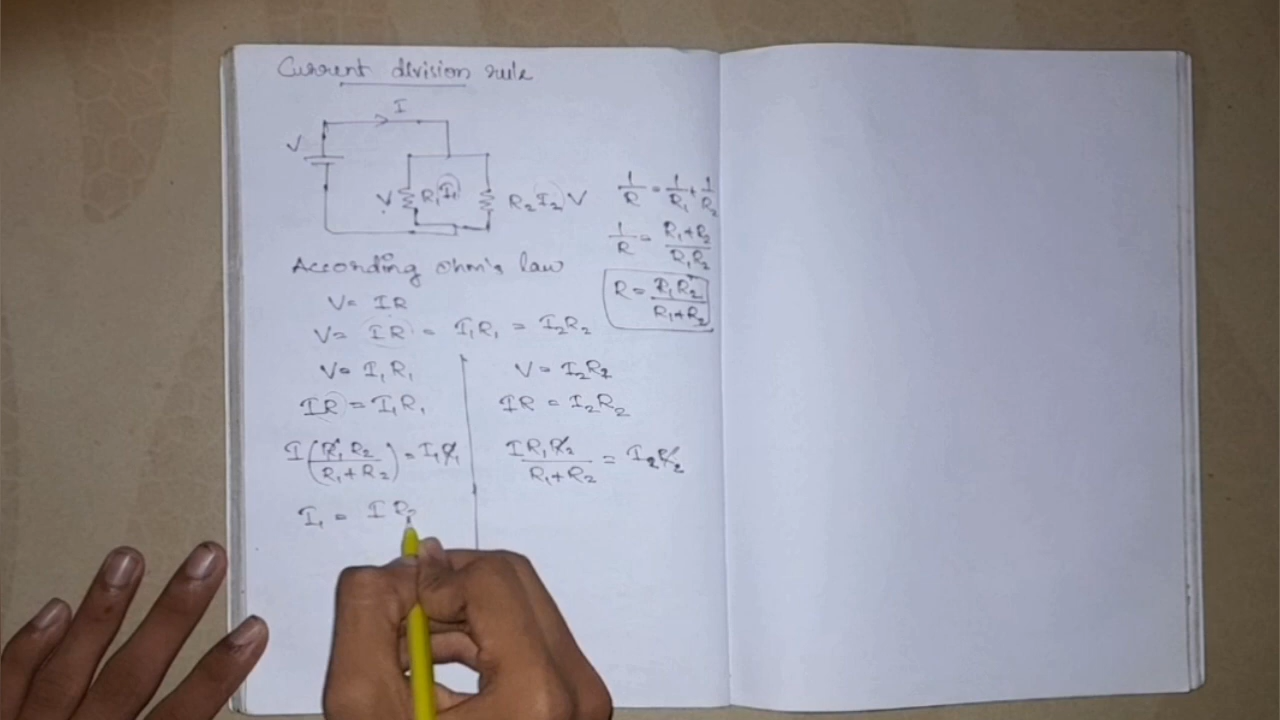 Current division rule
I
V
V R₁ I₁ R₂ I₂ V
1/R = 1/R₁ + 1/R₂
1/R = R₁+R₂/R₁R₂
R = R₁R₂/R₁+R₂
According ohm's law
V = IR
V = IR = I₁R₁ = I₂R₂
V = I₁R₁
IR = I₁R₁
I(R₁R₂/R₁+R₂) = I₁R₁
I₁ = I R₂
V = I₂R₂
IR = I₂R₂
IR₁R₂/R₁+R₂ = I₂R₂